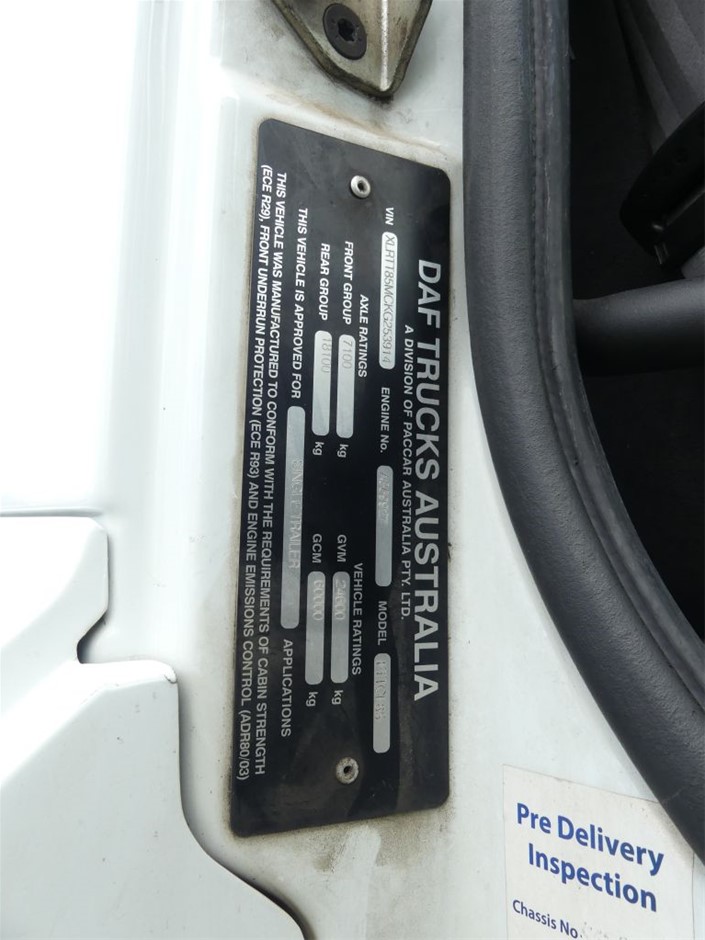 DAF TRUCKS AUSTRALIA
A DIVISION OF PACCAR AUSTRALIA PTY. LTD.
VIN XLRTT85MCKG253914 ENGINE No. MODEL
AXLE RATINGS VEHICLE RATINGS
FRONT GROUP 7100 kg GVM 24600 kg
REAR GROUP 18100 kg GCM 60000 kg
THIS VEHICLE IS APPROVED FOR SINGLE TRAILER APPLICATIONS
THIS VEHICLE WAS MANUFACTURED TO CONFORM WITH THE REQUIREMENTS OF CABIN STRENGTH
(ECE R29), FRONT UNDERRUN PROTECTION (ECE R93) AND ENGINE EMISSIONS CONTROL (ADR80/03)
Pre Delivery
Inspection
Chassis No